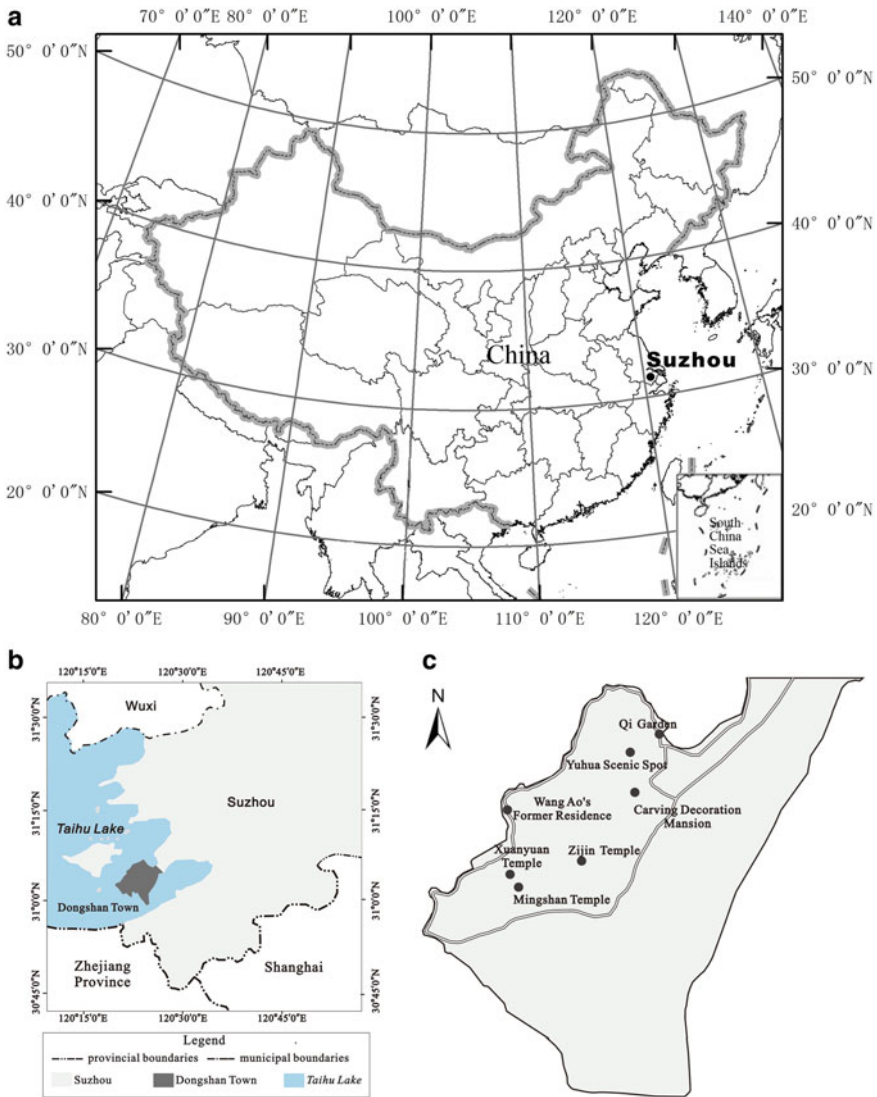 a
70° 0′0″E 80° 0′0″E 100° 0′0″E 120° 0′0″E 140° 0′0″E
50° 0′0″N
50° 0′0″N
40° 0′0″N
40° 0′0″N
China
Suzhou
30° 0′0″N
30° 0′0″N
20° 0′0″N
20° 0′0″N
South
China
Sea
Islands
80° 0′0″E 90° 0′0″E 100° 0′0″E 110° 0′0″E 120° 0′0″E
b
120°15′0″E 120°30′0″E 120°45′0″E
Wuxi
31°30′0″N
31°30′0″N
Suzhou
31°15′0″N
31°15′0″N
Taihu Lake
31°0′0″N
31°0′0″N
Dongshan Town
Zhejiang
Province
Shanghai
30°45′0″N
30°45′0″N
120°15′0″E 120°30′0″E 120°45′0″E
Legend
provincial boundaries municipal boundaries
Suzhou Dongshan Town Taihu Lake
c
N
Qi Garden
Yuhua Scenic Spot
Wang Ao's
Former Residence
Carving Decoration
Mansion
Xuanyuan
Temple
Zijin Temple
Mingshan Temple